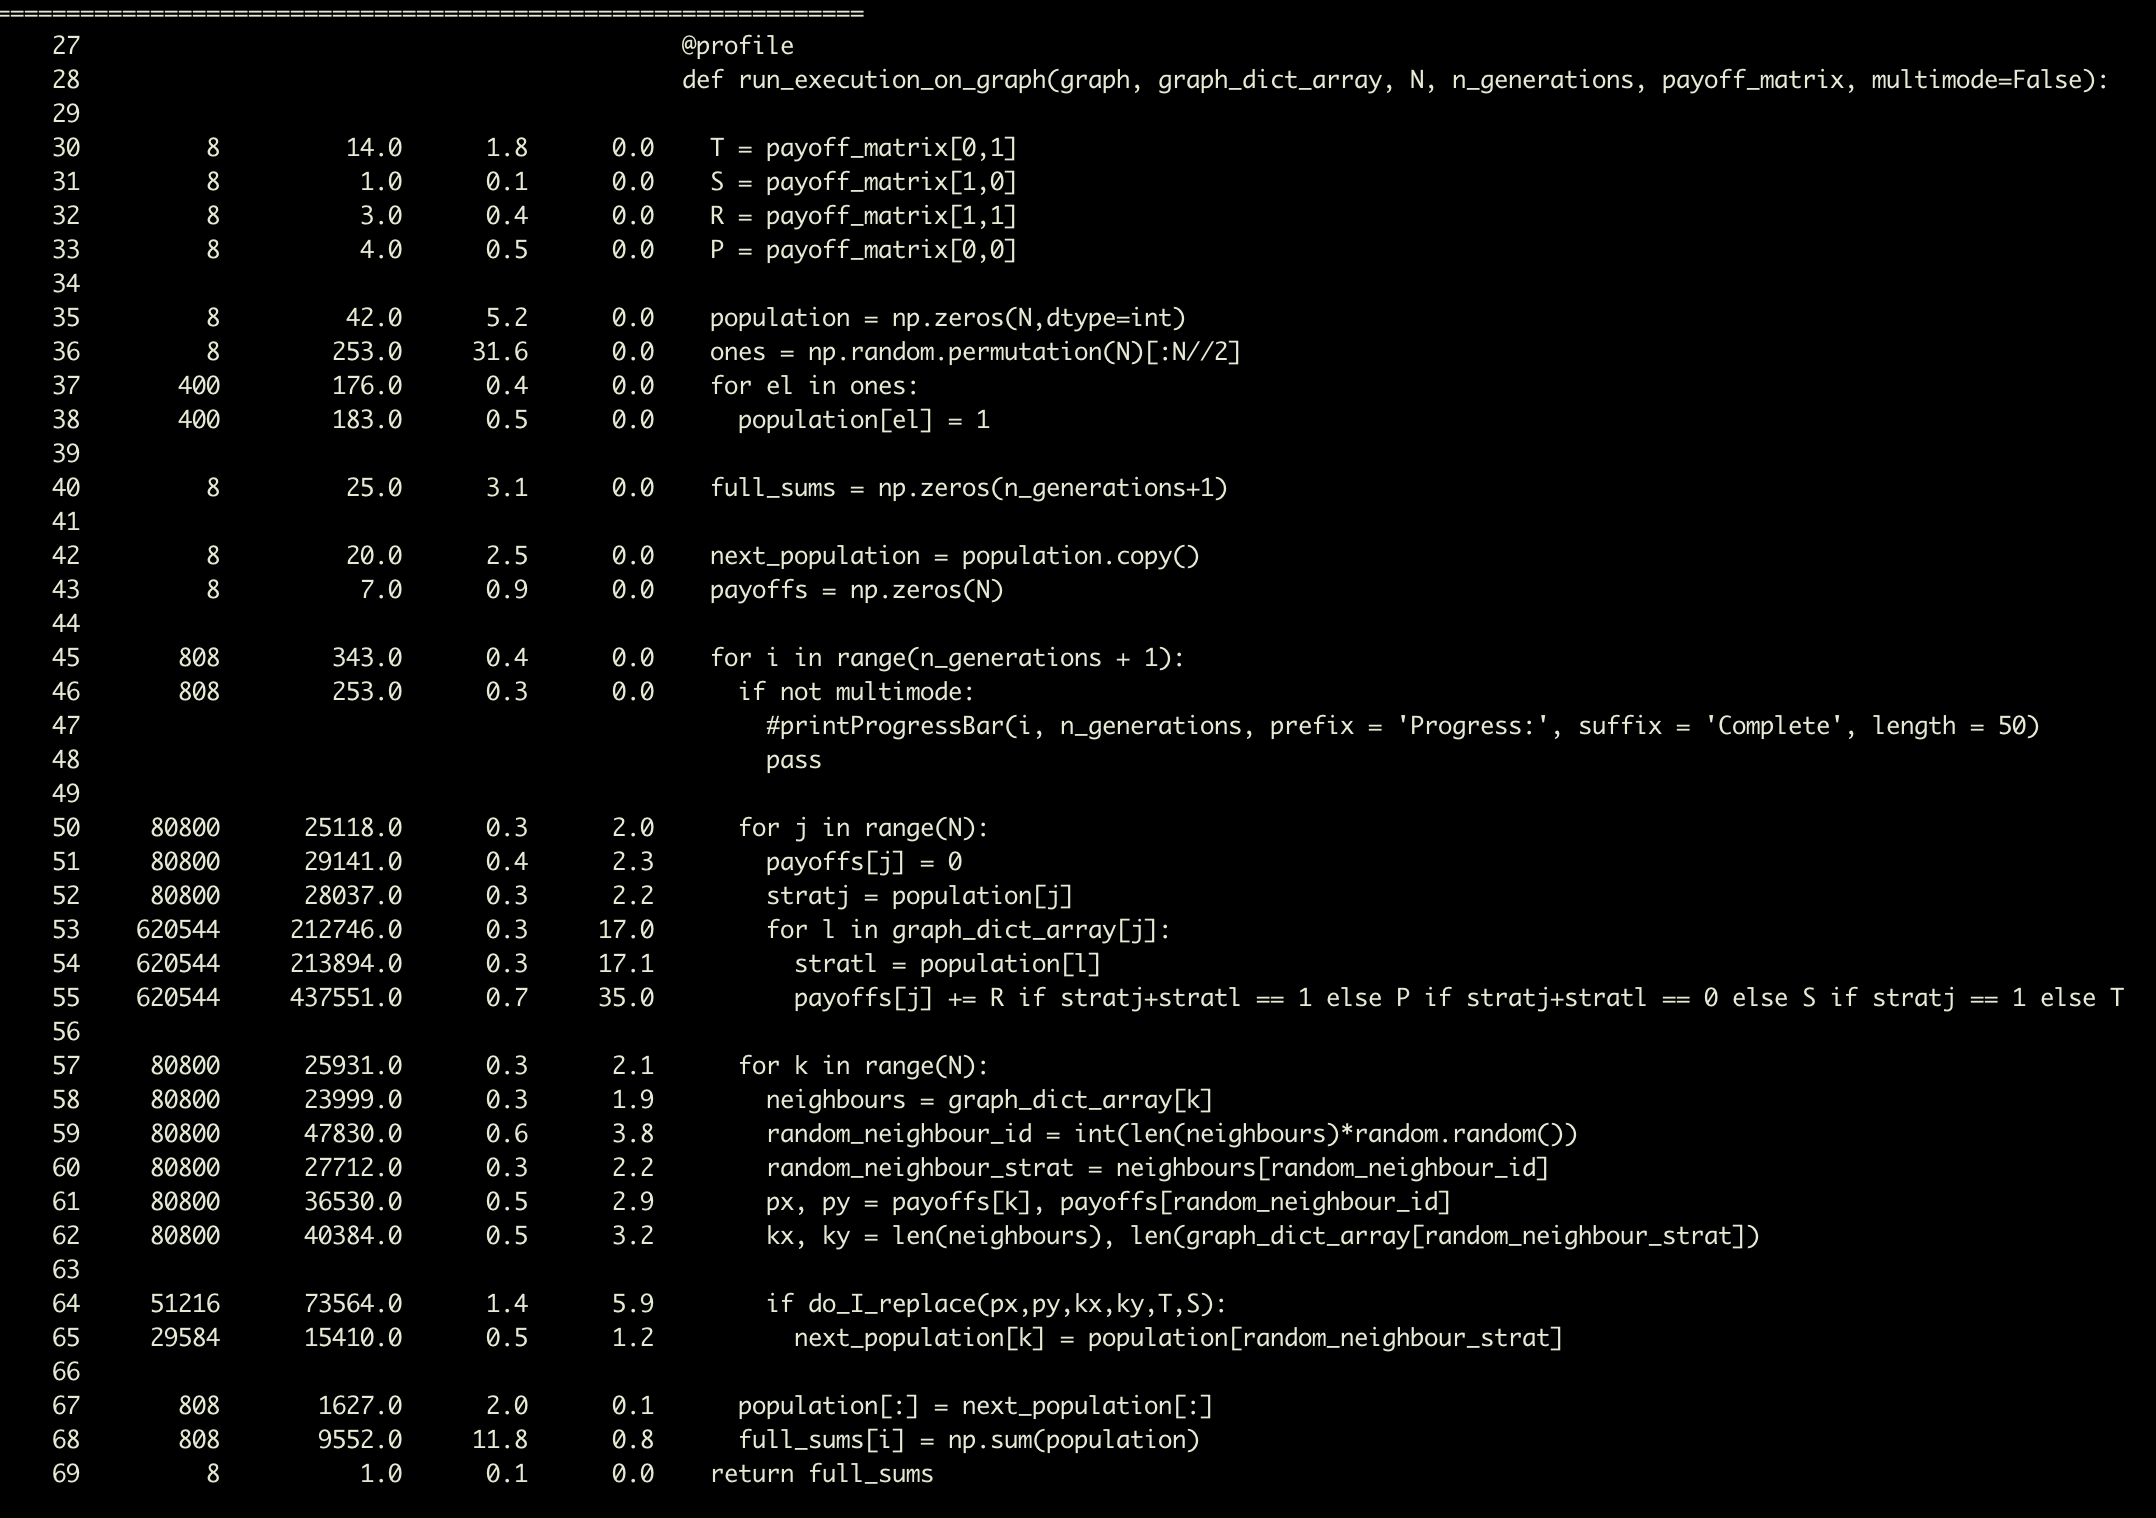 ==============================================================
27 @profile
28 def run_execution_on_graph(graph, graph_dict_array, N, n_generations, payoff_matrix, multimode=False):
29
30 8 14.0 1.8 0.0 T = payoff_matrix[0,1]
31 8 1.0 0.1 0.0 S = payoff_matrix[1,0]
32 8 3.0 0.4 0.0 R = payoff_matrix[1,1]
33 8 4.0 0.5 0.0 P = payoff_matrix[0,0]
34
35 8 42.0 5.2 0.0 population = np.zeros(N,dtype=int)
36 8 253.0 31.6 0.0 ones = np.random.permutation(N)[:N//2]
37 400 176.0 0.4 0.0 for el in ones:
38 400 183.0 0.5 0.0 population[el] = 1
39
40 8 25.0 3.1 0.0 full_sums = np.zeros(n_generations+1)
41
42 8 20.0 2.5 0.0 next_population = population.copy()
43 8 7.0 0.9 0.0 payoffs = np.zeros(N)
44
45 808 343.0 0.4 0.0 for i in range(n_generations + 1):
46 808 253.0 0.3 0.0 if not multimode:
47 #printProgressBar(i, n_generations, prefix = 'Progress:', suffix = 'Complete', length = 50)
48 pass
49
50 80800 25118.0 0.3 2.0 for j in range(N):
51 80800 29141.0 0.4 2.3 payoffs[j] = 0
52 80800 28037.0 0.3 2.2 stratj = population[j]
53 620544 212746.0 0.3 17.0 for l in graph_dict_array[j]:
54 620544 213894.0 0.3 17.1 stratl = population[l]
55 620544 437551.0 0.7 35.0 payoffs[j] += R if stratj+stratl == 1 else P if stratj+stratl == 0 else S if stratj == 1 else T
56
57 80800 25931.0 0.3 2.1 for k in range(N):
58 80800 23999.0 0.3 1.9 neighbours = graph_dict_array[k]
59 80800 47830.0 0.6 3.8 random_neighbour_id = int(len(neighbours)*random.random())
60 80800 27712.0 0.3 2.2 random_neighbour_strat = neighbours[random_neighbour_id]
61 80800 36530.0 0.5 2.9 px, py = payoffs[k], payoffs[random_neighbour_id]
62 80800 40384.0 0.5 3.2 kx, ky = len(neighbours), len(graph_dict_array[random_neighbour_strat])
63
64 51216 73564.0 1.4 5.9 if do_I_replace(px,py,kx,ky,T,S):
65 29584 15410.0 0.5 1.2 next_population[k] = population[random_neighbour_strat]
66
67 808 1627.0 2.0 0.1 population[:] = next_population[:]
68 808 9552.0 11.8 0.8 full_sums[i] = np.sum(population)
69 8 1.0 0.1 0.0 return full_sums